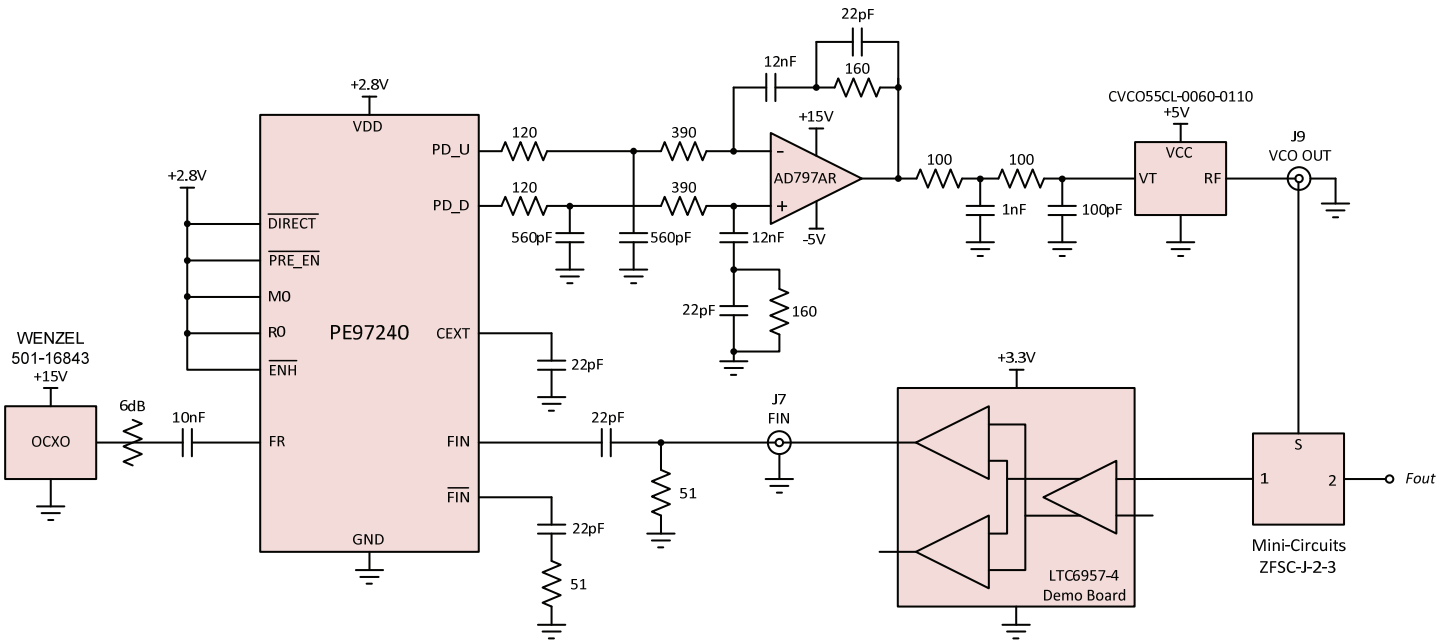 22pF
12nF
160
+2.8V
VDD
+15V
CVCO55CL-0060-0110
+5V
J9
VCO OUT
120
390
PD_U
-
AD797AR
100
100
VCC
VT
RF
+2.8V
120
390
PD_D
+
1nF
100pF
DIRECT
560pF
560pF
12nF
-5V
PRE_EN
M0
22pF
160
R0
PE97240
CEXT
WENZEL
501-16843
+15V
ENH
22pF
+3.3V
6dB
10nF
22pF
J7
FIN
OCXO
FR
FIN
S
1
2
Fout
51
FIN
22pF
GND
51
LTC6957-4
Demo Board
Mini-Circuits
ZFSC-J-2-3